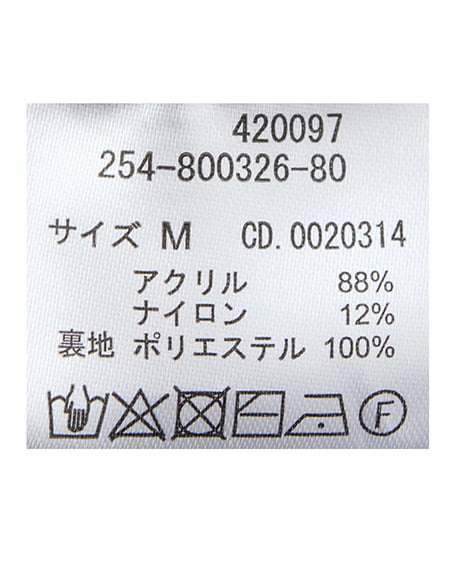 420097
254-800326-80
サイズ M CD.0020314
アクリル 88%
ナイロン 12%
裏地 ポリエステル 100%
F